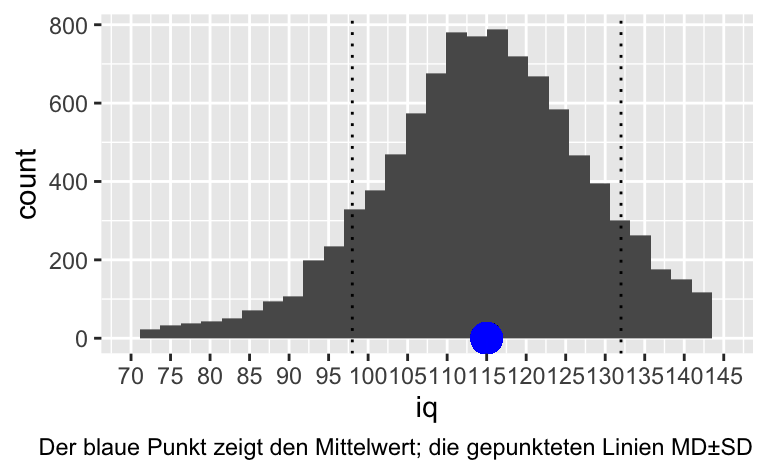 800
600
400
200
0
count
70 75 80 85 90 95 100 105 110 115 120 125 130 135 140 145
iq
Der blaue Punkt zeigt den Mittelwert; die gepunkteten Linien MD±SD